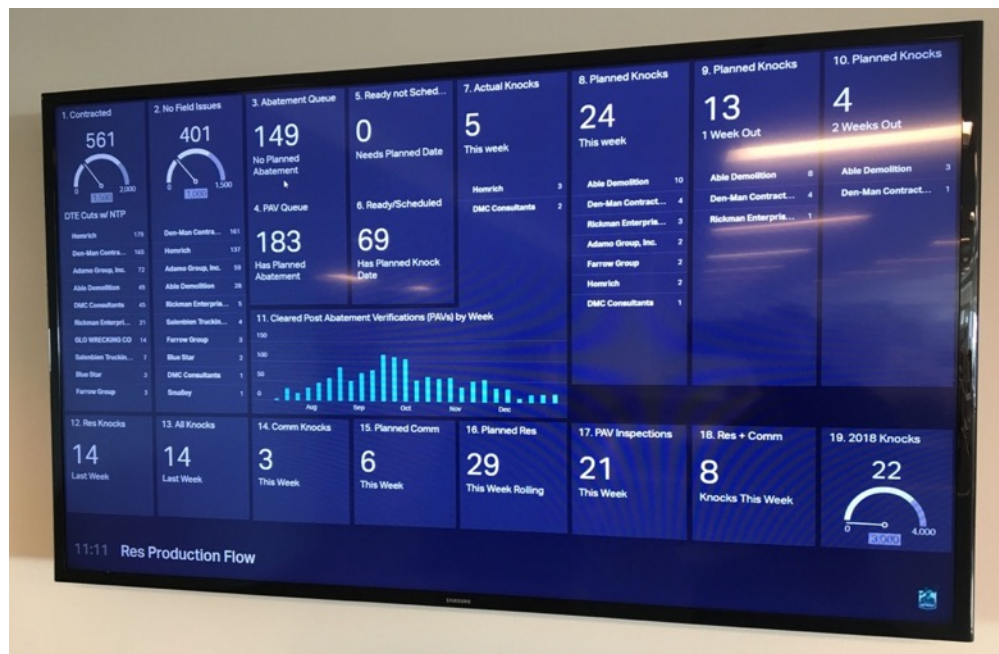 1. Contracted
561
0
1,500
2,000
DTE Cuts w/ NTP
Homrich 179
Den-Man Contra... 163
Adamo Group, Inc. 72
Able Demolition 49
DMC Consultants 45
Rickman Enterpri... 21
GLO WRECKING CO 14
Salenbien Truckin... 7
Blue Star 3
Farrow Group 3
2. No Field Issues
401
0
1,000
1,500
Den-Man Contra... 161
Homrich 137
Adamo Group, Inc. 59
Able Demolition 28
Rickman Enterpris... 5
Salenbien Truckin... 4
Farrow Group 3
Blue Star 2
DMC Consultants 1
Smalley 1
3. Abatement Queue
149
No Planned
Abatement
4. PAV Queue
183
Has Planned
Abatement
5. Ready not Sched...
0
Needs Planned Date
6. Ready/Scheduled
69
Has Planned Knock
Date
7. Actual Knocks
5
This week
Homrich 3
DMC Consultants 2
8. Planned Knocks
24
This week
Able Demolition 10
Den-Man Contract... 4
Rickman Enterpris... 3
Adamo Group, Inc. 2
Farrow Group 2
Homrich 2
DMC Consultants 1
9. Planned Knocks
13
1 Week Out
Able Demolition 8
Den-Man Contract... 4
Rickman Enterpris... 1
10. Planned Knocks
4
2 Weeks Out
Able Demolition 3
Den-Man Contract... 1
11. Cleared Post Abatement Verifications (PAVs) by Week
150
100
50
0
Aug Sep Oct Nov Dec
12. Res Knocks
14
Last Week
13. All Knocks
14
Last Week
14. Comm Knocks
3
This Week
15. Planned Comm
6
This Week
16. Planned Res
29
This Week Rolling
17. PAV Inspections
21
This Week
18. Res + Comm
8
Knocks This Week
19. 2018 Knocks
22
0
3,000
4,000
11:11 Res Production Flow
SAMSUNG